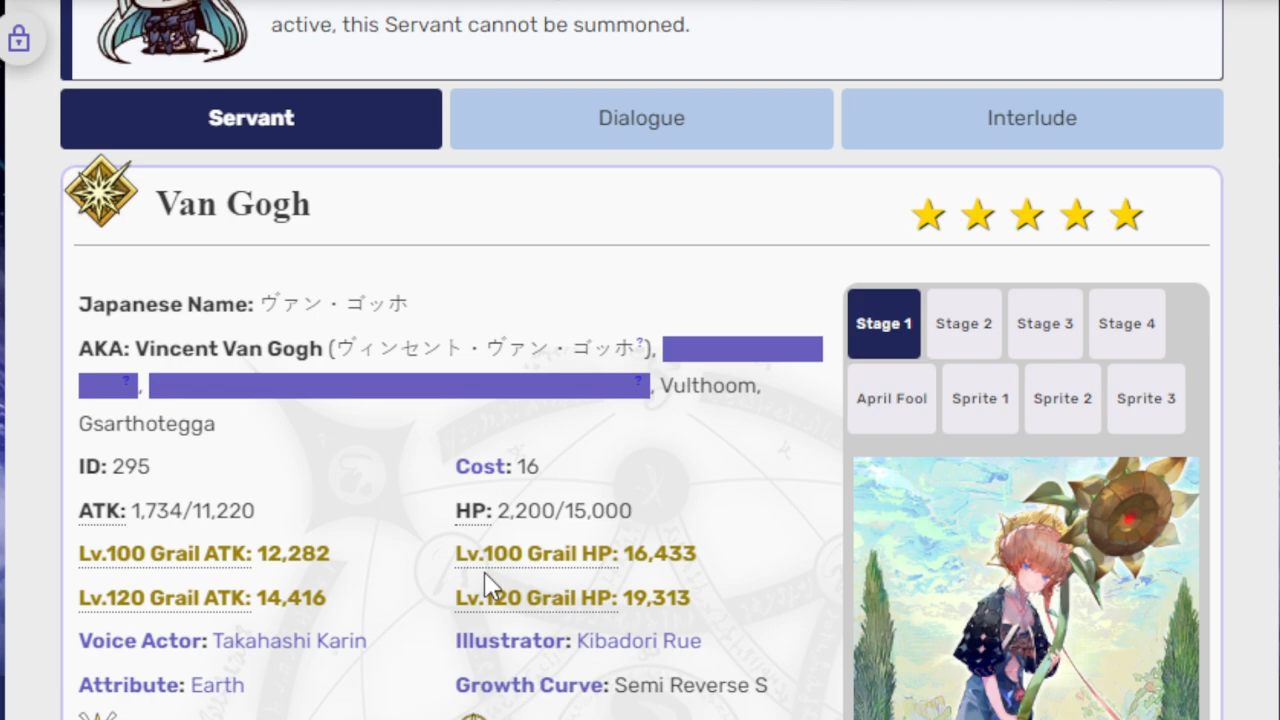 active, this Servant cannot be summoned.
Servant
Dialogue
Interlude
Van Gogh
Japanese Name: ヴァン・ゴッホ
AKA: Vincent Van Gogh (ヴィンセント・ヴァン・ゴッホ?),
?, ?, Vulthoom,
Gsarthotegga
ID: 295
Cost: 16
ATK: 1,734/11,220
HP: 2,200/15,000
Lv.100 Grail ATK: 12,282
Lv.100 Grail HP: 16,433
Lv.120 Grail ATK: 14,416
Lv.120 Grail HP: 19,313
Voice Actor: Takahashi Karin
Illustrator: Kibadori Rue
Attribute: Earth
Growth Curve: Semi Reverse S
Stage 1
Stage 2
Stage 3
Stage 4
April Fool
Sprite 1
Sprite 2
Sprite 3